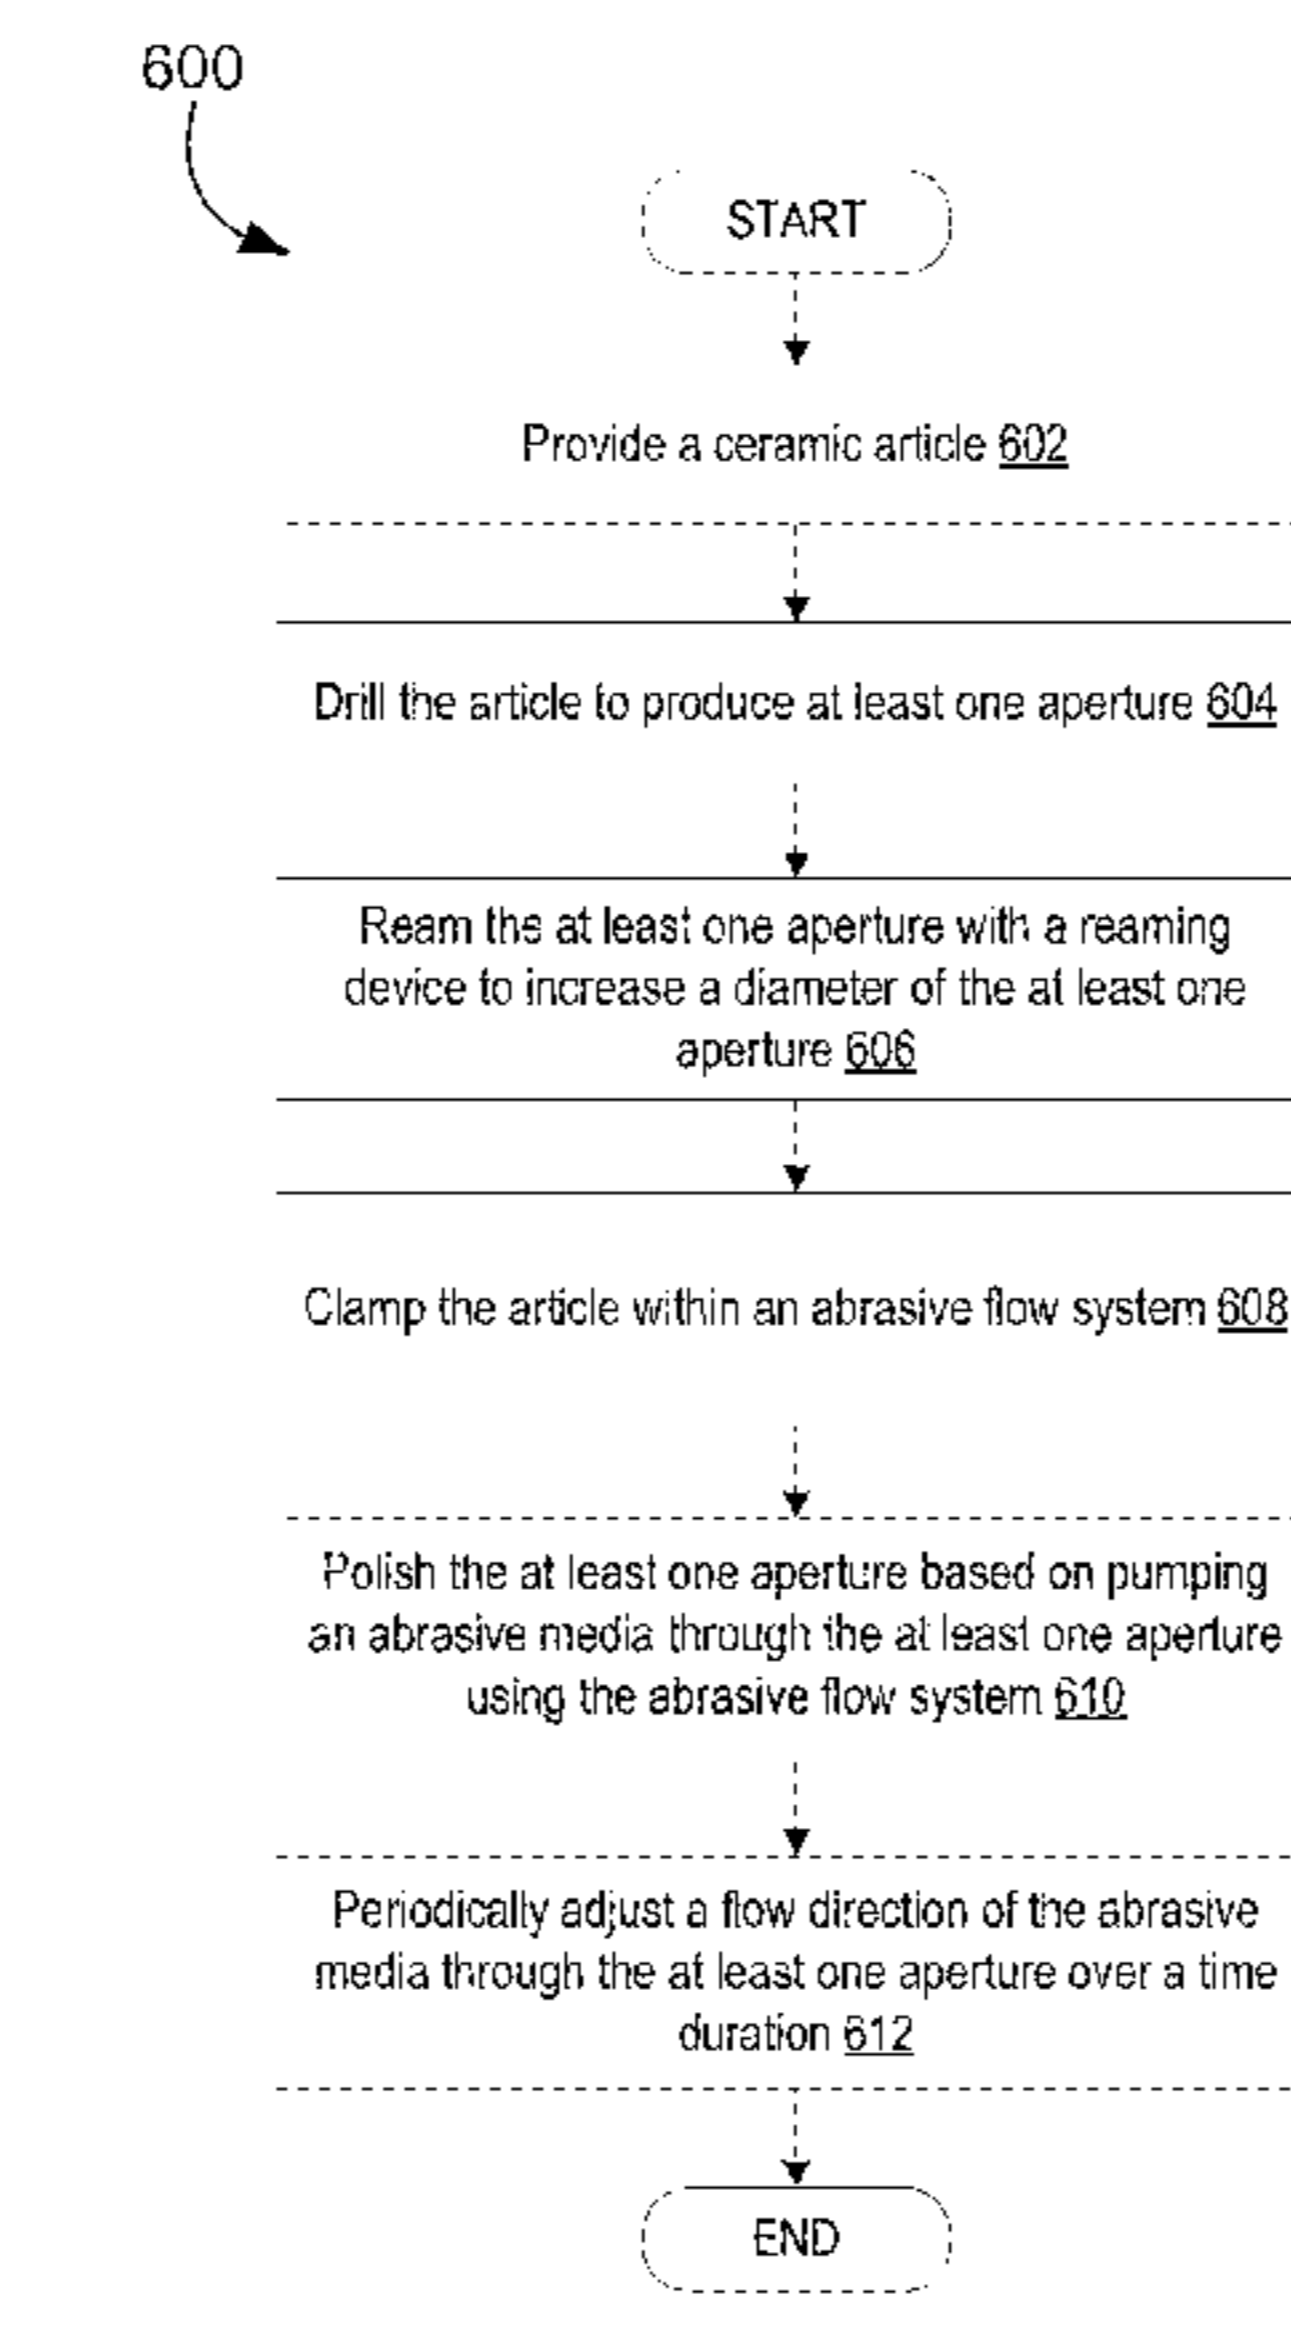 600
START
Provide a ceramic article 602
Drill the article to produce at least one aperture 604
Ream the at least one aperture with a reaming
device to increase a diameter of the at least one
aperture 606
Clamp the article within an abrasive flow system 608
Polish the at least one aperture based on pumping
an abrasive media through the at least one aperture
using the abrasive flow system 610
Periodically adjust a flow direction of the abrasive
media through the at least one aperture over a time
duration 612
END